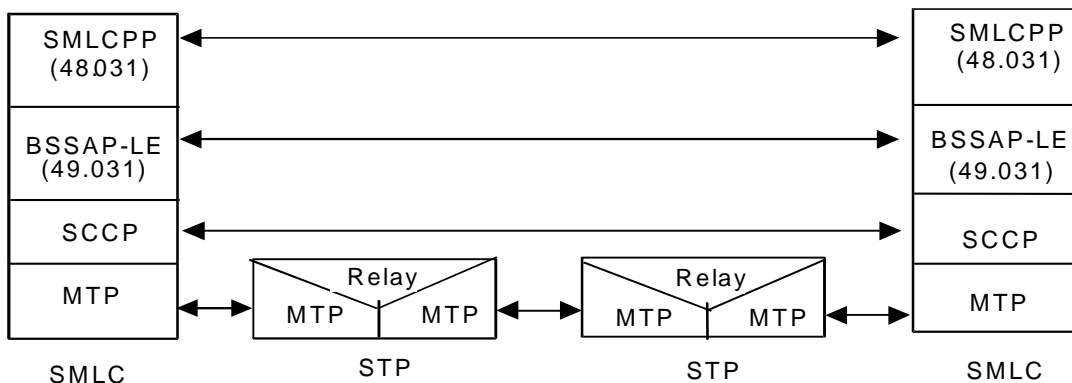 SMLCPP
(48.031)
SMLCPP
(48.031)
BSSAP-LE
(49.031)
BSSAP-LE
(49.031)
SCCP
SCCP
Relay
Relay
MTP
MTP
MTP
MTP
MTP
MTP
SMLC
STP
STP
SMLC